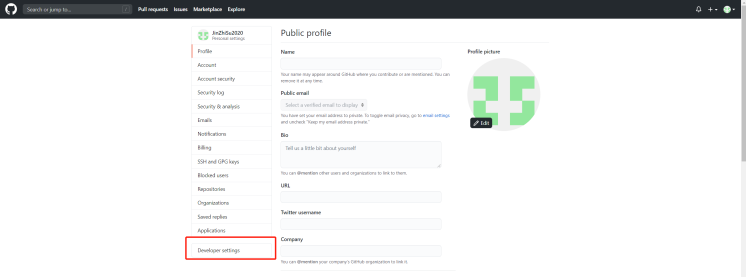 Search or jump to...
/
Pull requests Issues Marketplace Explore
JinZhiSu2020
Personal settings
Profile
Account
Account security
Security log
Security & analysis
Emails
Notifications
Billing
SSH and GPG keys
Blocked users
Repositories
Organizations
Saved replies
Applications
Developer settings
Public profile
Name
Your name may appear around GitHub where you contribute or are mentioned. You can
remove it at any time.
Public email
Select a verified email to display
You have set your email address to private. To toggle email privacy, go to email settings
and uncheck "Keep my email address private."
Bio
Tell us a little bit about yourself
You can @mention other users and organizations to link to them.
URL
Twitter username
Company
You can @mention your company's GitHub organization to link it.
Profile picture
Edit